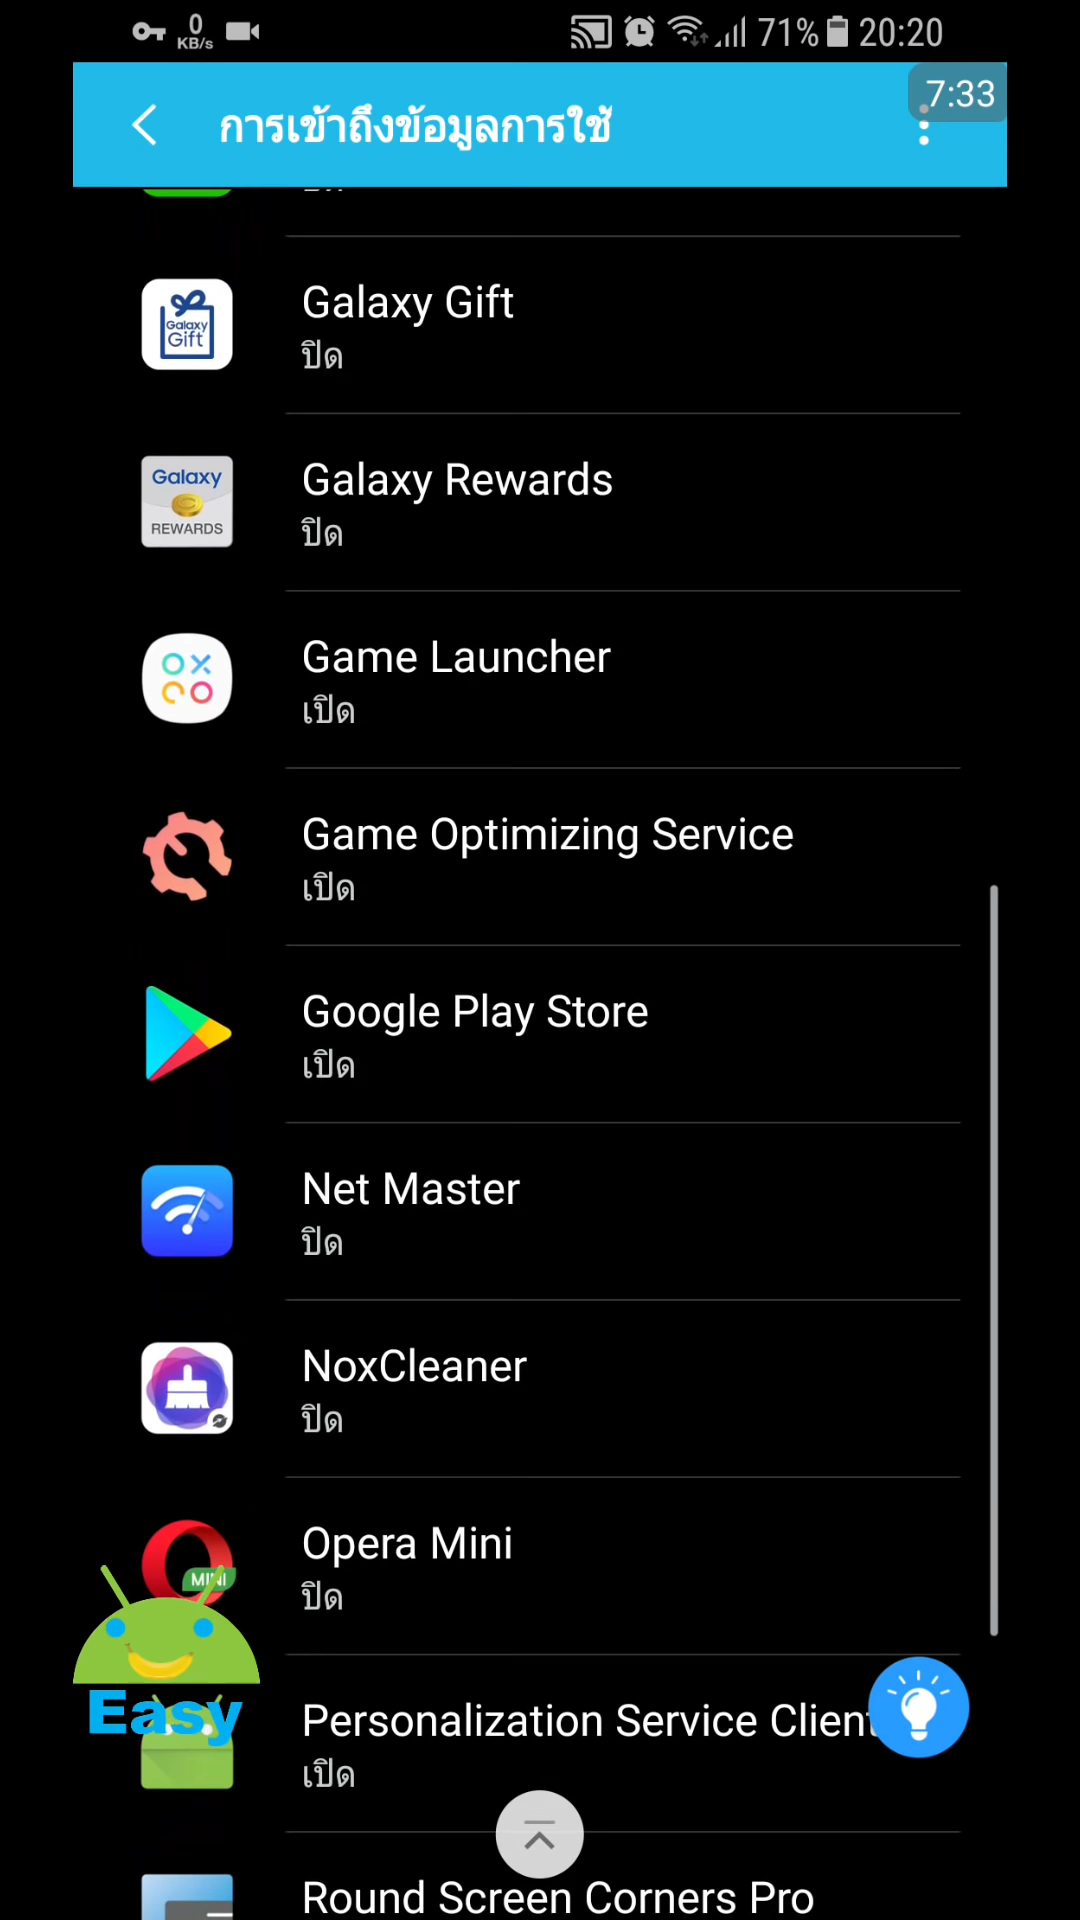 0
KB/s
71%
20:20
7:33
การเข้าถึงข้อมูลการใช้
Galaxy
Gift
Galaxy Gift
ปิด
Galaxy
REWARDS
Galaxy Rewards
ปิด
Game Launcher
เปิด
Game Optimizing Service
เปิด
Google Play Store
เปิด
Net Master
ปิด
NoxCleaner
ปิด
MINI
Opera Mini
ปิด
Easy
Personalization Service Client
เปิด
Round Screen Corners Pro